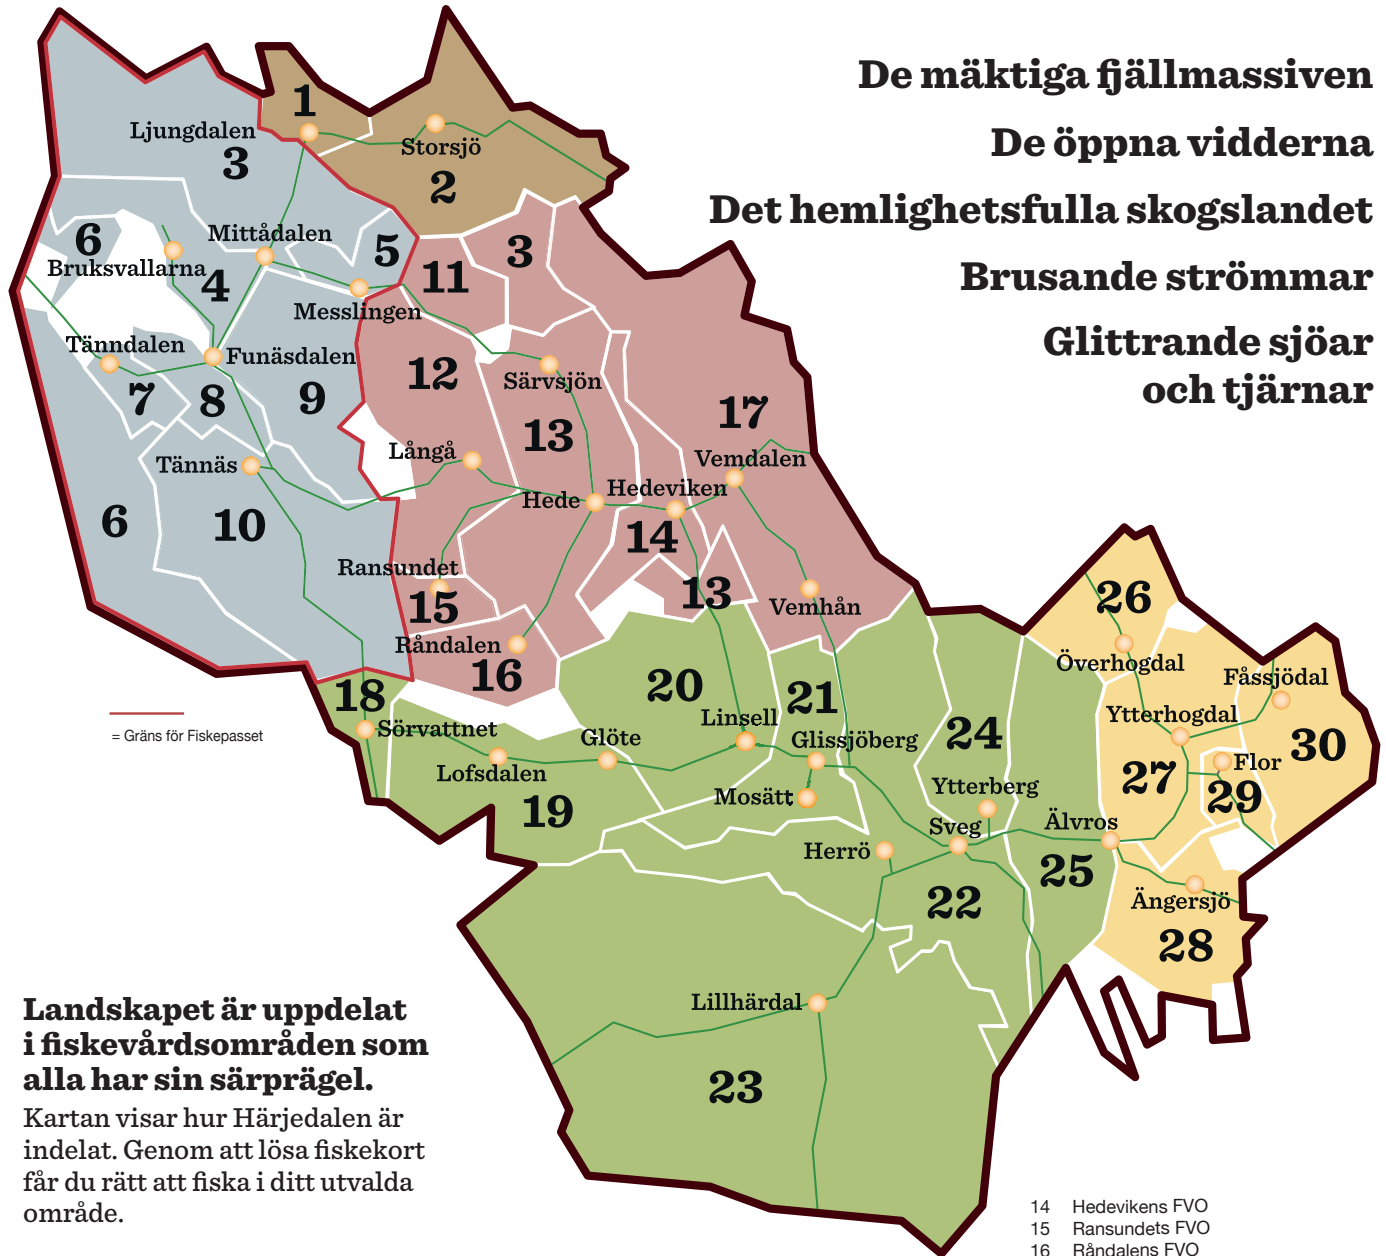 De mäktiga fjällmassiven
De öppna vidderna
Det hemlighetsfulla skogslandet
Brusande strömmar
Glittrande sjöar
och tjärnar
1
Ljungdalen
3
Storsjö
2
6
Mittådalen
5
3
Bruksvallarna
4
11
Messlingen
Tänndalen
Funäsdalen
12
Särvsjön
7
8
9
13
17
Långå
Vemdalen
Tännäs
Hede
Hedeviken
6
10
14
Ransundet
13
15
Vemhån
26
Råndalen
16
Överhogdal
Fåssjödal
18
20
21
Linsell
Ytterhogdal
Sörvattnet
Glöte
Glissjöberg
24
30
= Gräns för Fiskepasset
Lofsdalen
Flor
27
Ytterberg
29
Mosätt
19
Sveg
Älvros
Herrö
25
22
Ängersjö
28
Lillhärdal
23
Landskapet är uppdelat
i fiskevårdsområden som
alla har sin särprägel.
Kartan visar hur Härjedalen är
indelat. Genom att lösa fiskekort
får du rätt att fiska i ditt utvalda
område.
14 Hedevikens FVO
15 Ransundets FVO
16 Råndalens FVO